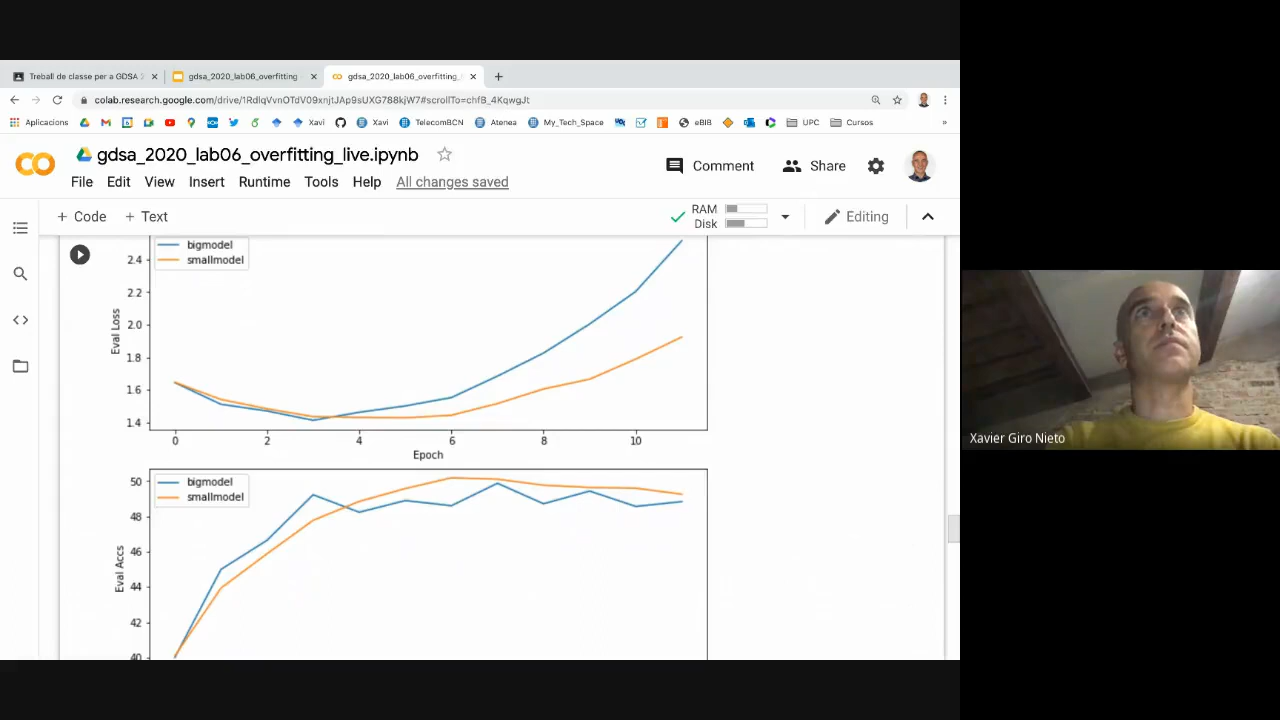 Treball de classe per a GDSA 2
gdsa_2020_lab06_overfitting
gdsa_2020_lab06_overfitting_
colab.research.google.com/drive/1RdlqVvnOTdV09xnjtJAp9sUXG788kjW7#scrollTo=chfB_4KqwgJt
Aplicacions
Xavi
Xavi
TelecomBCN
Atenea
My_Tech_Space
eBIB
UPC
Cursos
»
gdsa_2020_lab06_overfitting_live.ipynb
Comment
Share
File Edit View Insert Runtime Tools Help All changes saved
+ Code + Text
RAM
Disk
Editing
bigmodel
smallmodel
2.4
2.2
2.0
1.8
1.6
1.4
Eval Loss
0 2 4 6 8 10
Epoch
bigmodel
smallmodel
50
48
46
44
42
40
Eval Accs
Xavier Giro Nieto